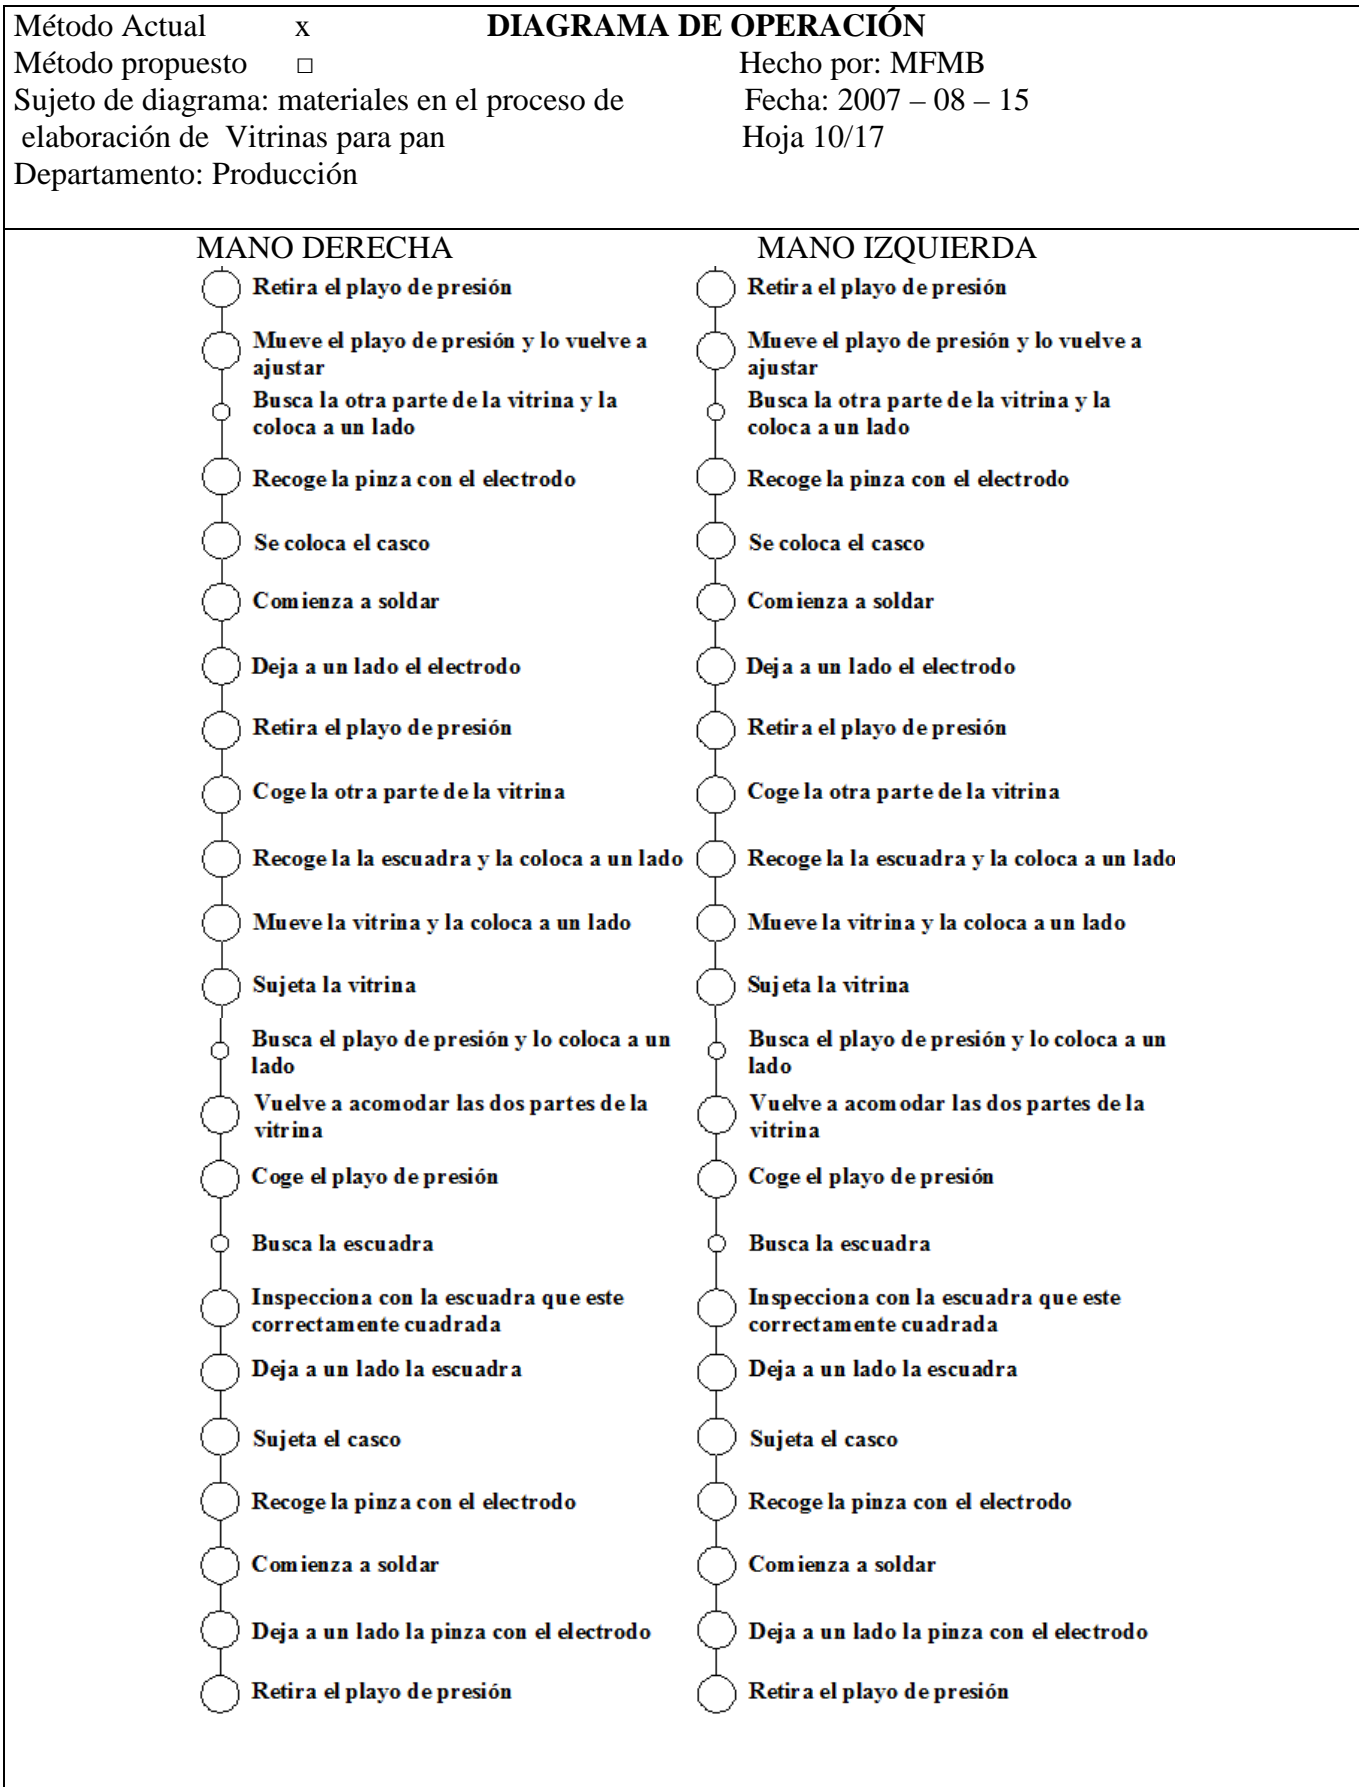 Método Actual x DIAGRAMA DE OPERACIÓN
Método propuesto □ Hecho por: MFMB
Sujeto de diagrama: materiales en el proceso de Fecha: 2007 – 08 – 15
elaboración de Vitrinas para pan Hoja 10/17
Departamento: Producción
MANO DERECHA
Retira el playo de presión
Mueve el playo de presión y lo vuelve a
ajustar
Busca la otra parte de la vitrina y la
coloca a un lado
Recoge la pinza con el electrodo
Se coloca el casco
Comienza a soldar
Deja a un lado el electrodo
Retira el playo de presión
Coge la otra parte de la vitrina
Recoge la la escuadra y la coloca a un lado
Mueve la vitrina y la coloca a un lado
Sujeta la vitrina
Busca el playo de presión y lo coloca a un
lado
Vuelve a acomodar las dos partes de la
vitrina
Coge el playo de presión
Busca la escuadra
Inspecciona con la escuadra que este
correctamente cuadrada
Deja a un lado la escuadra
Sujeta el casco
Recoge la pinza con el electrodo
Comienza a soldar
Deja a un lado la pinza con el electrodo
Retira el playo de presión
MANO IZQUIERDA
Retira el playo de presión
Mueve el playo de presión y lo vuelve a
ajustar
Busca la otra parte de la vitrina y la
coloca a un lado
Recoge la pinza con el electrodo
Se coloca el casco
Comienza a soldar
Deja a un lado el electrodo
Retira el playo de presión
Coge la otra parte de la vitrina
Recoge la la escuadra y la coloca a un lado
Mueve la vitrina y la coloca a un lado
Sujeta la vitrina
Busca el playo de presión y lo coloca a un
lado
Vuelve a acomodar las dos partes de la
vitrina
Coge el playo de presión
Busca la escuadra
Inspecciona con la escuadra que este
correctamente cuadrada
Deja a un lado la escuadra
Sujeta el casco
Recoge la pinza con el electrodo
Comienza a soldar
Deja a un lado la pinza con el electrodo
Retira el playo de presión